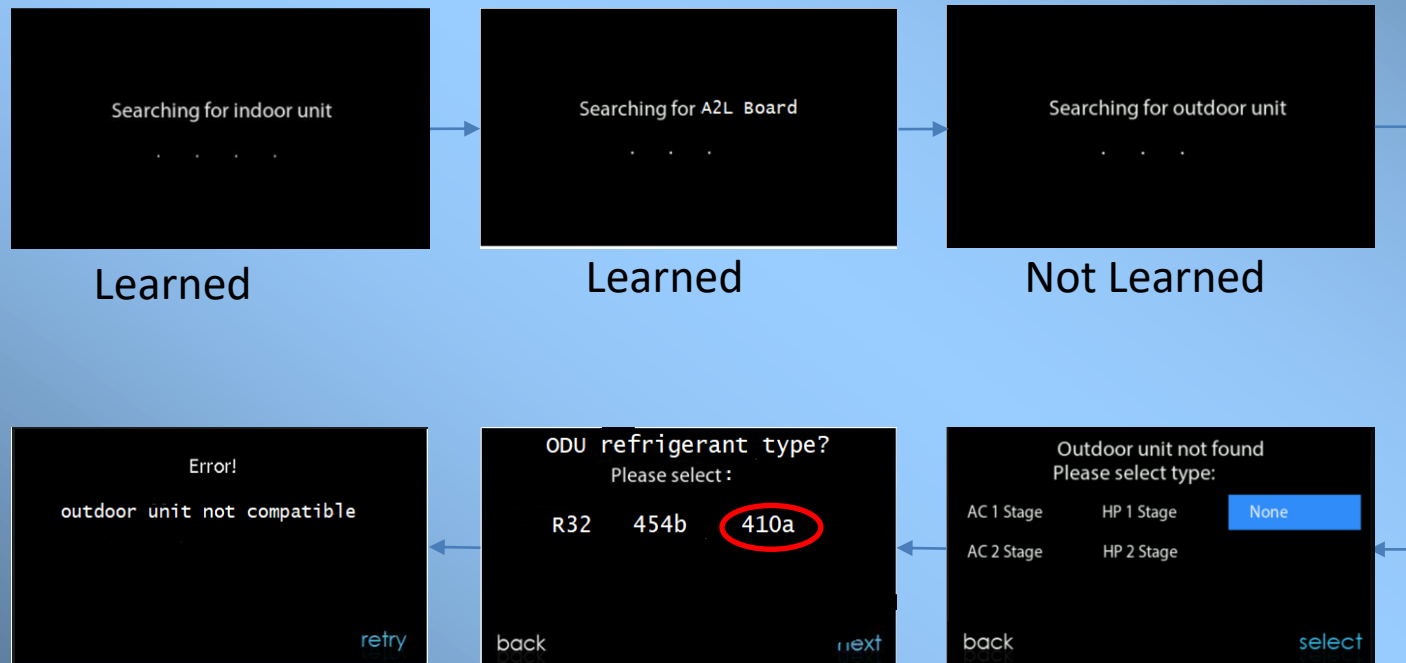 Searching for indoor unit
. . . .
Learned
Searching for A2L Board
. . .
Learned
Searching for outdoor unit
. . .
Not Learned
Outdoor unit not found
Please select type:
AC 1 Stage HP 1 Stage None
AC 2 Stage HP 2 Stage
back select
ODU refrigerant type?
Please select:
R32 454b 410a
back next
Error!
outdoor unit not compatible
retry